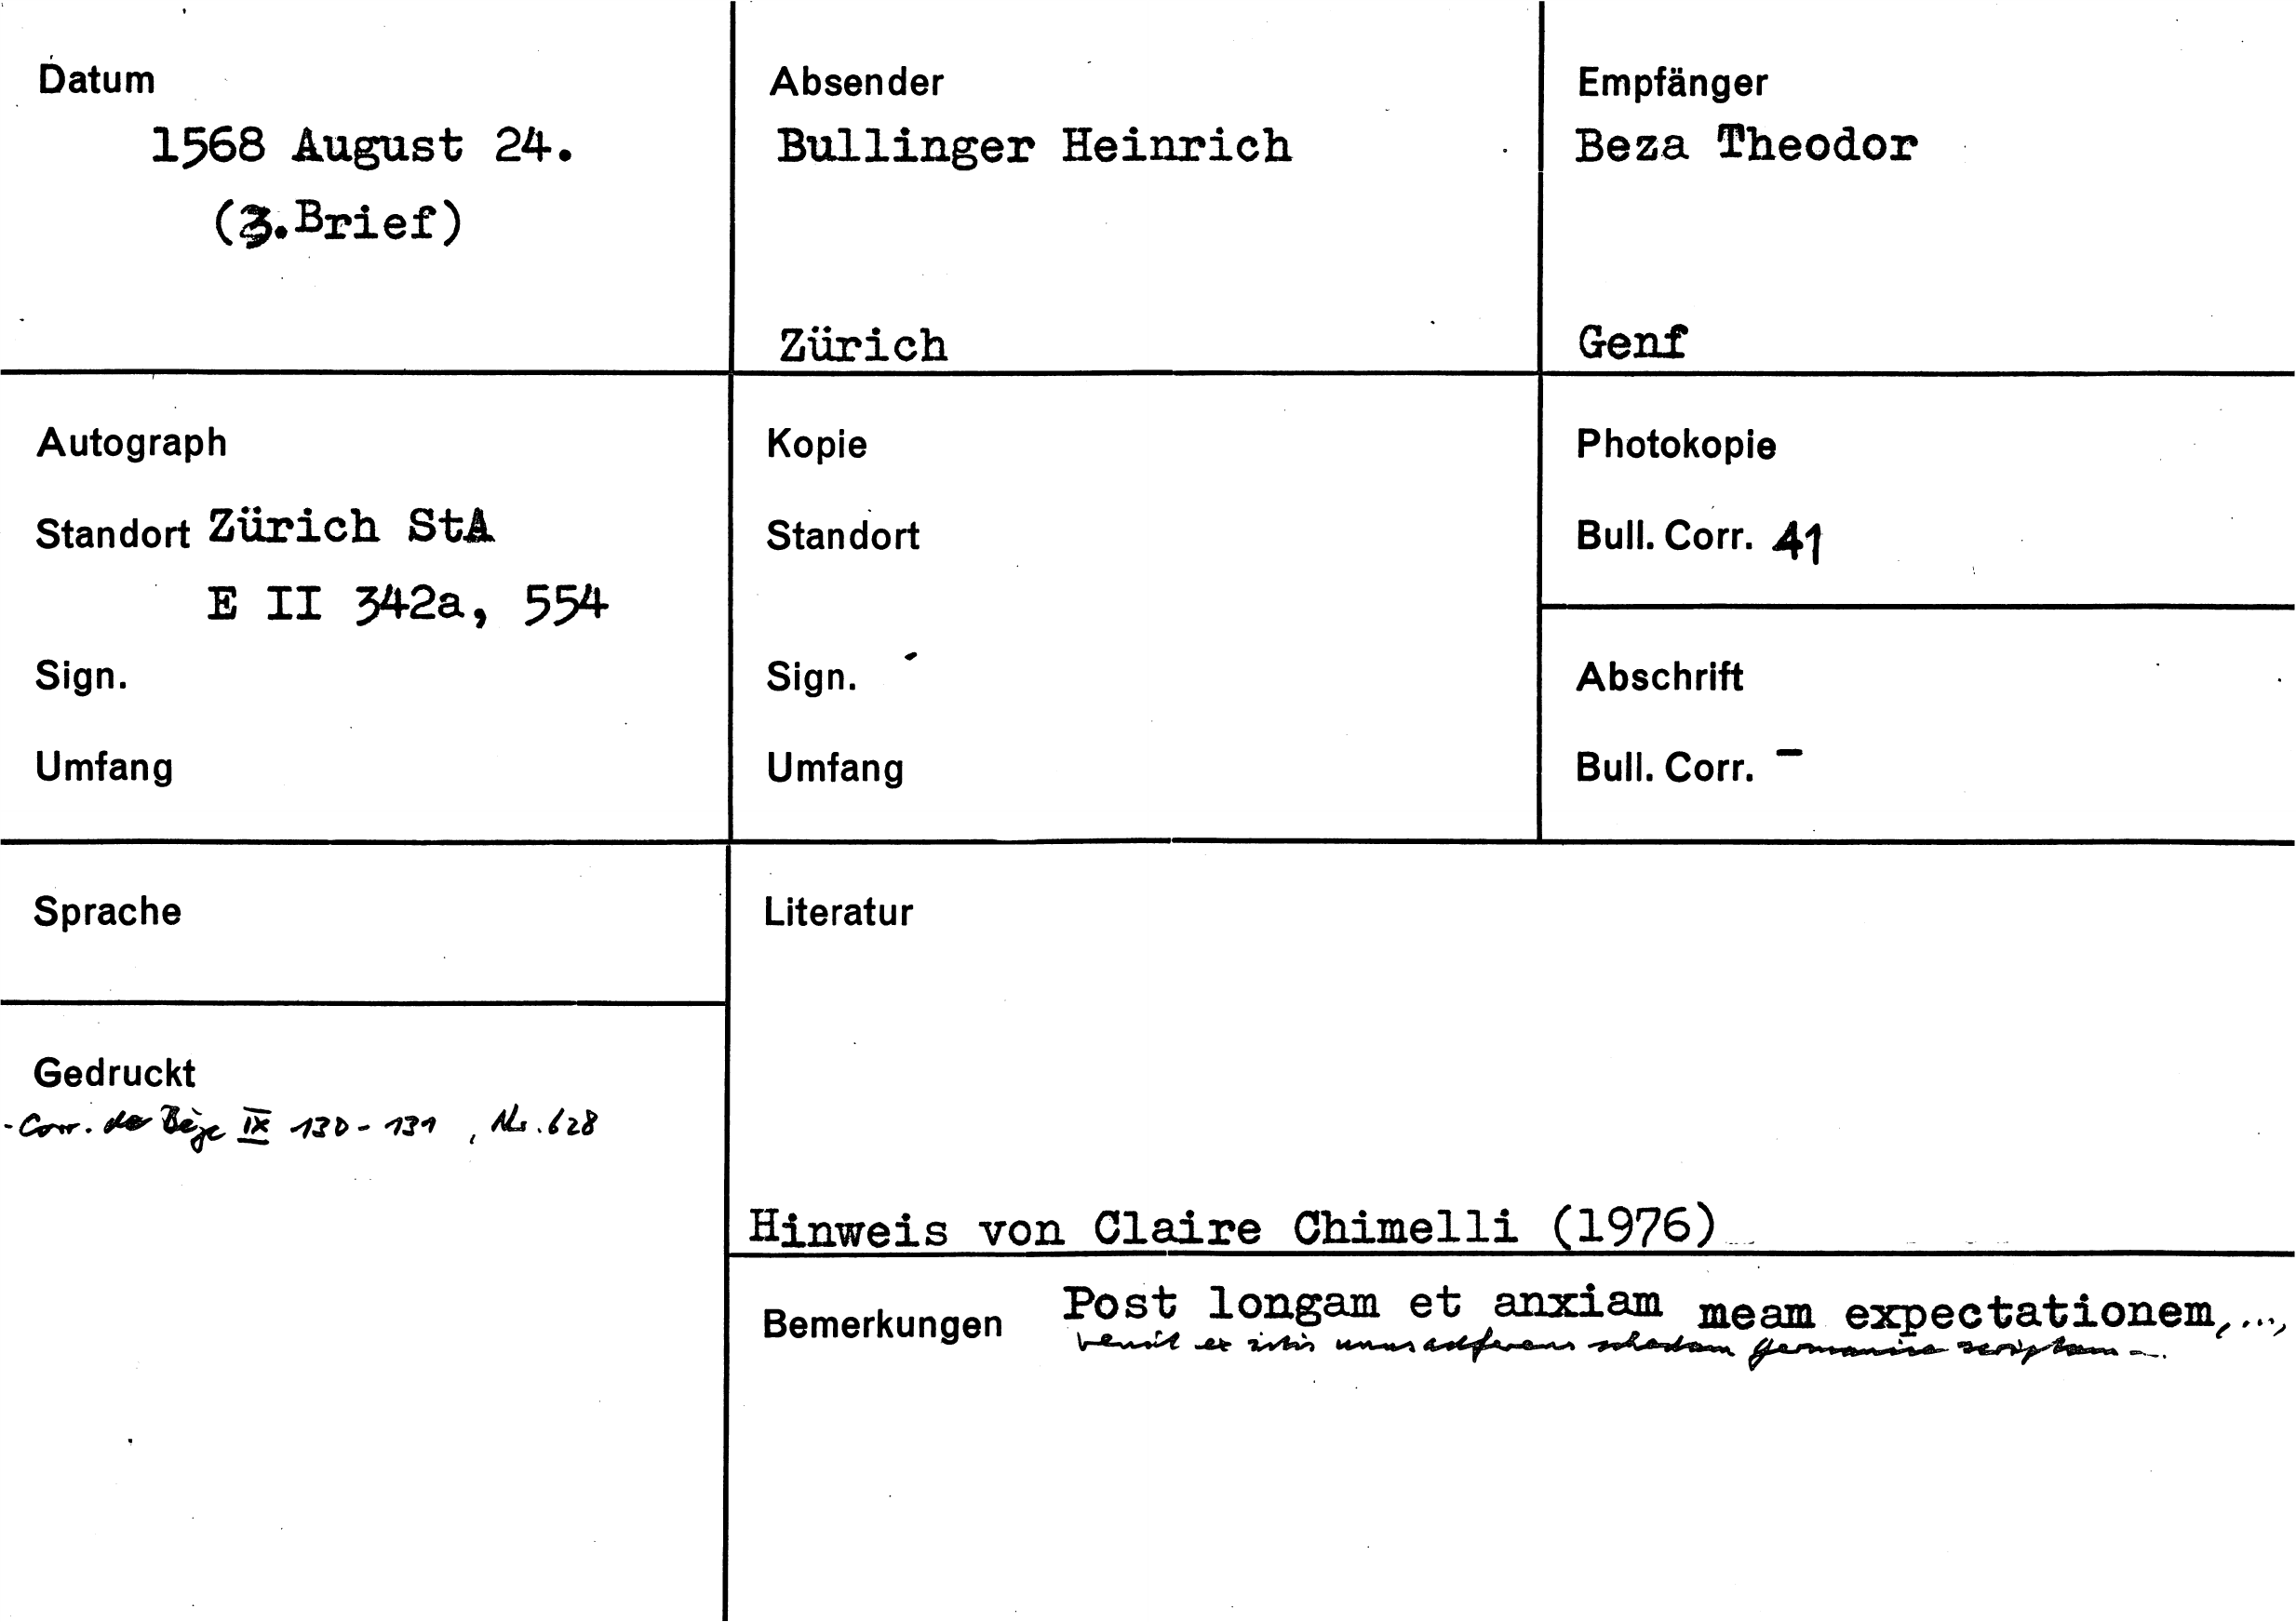 Datum
1568 August 24.
(3.Brief)
Absender
Bullinger Heinrich
Zürich
Empfänger
Beza Theodor
Genf
Autograph
Standort Zürich StA
E II 342a, 554
Sign.
Umfang
Kopie
Standort
Sign.
Umfang
Photokopie
Bull. Corr. 41
Abschrift
Bull. Corr. -
Sprache
Gedruckt
- Corr. de Bèze IX 130-131, Nr. 628
Literatur
Hinweis von Claire Chimelli (1976)
Bemerkungen Post longam et anxiam meam expectationem,...,
venit ex istis unus adferens schedam germanice scriptam -.